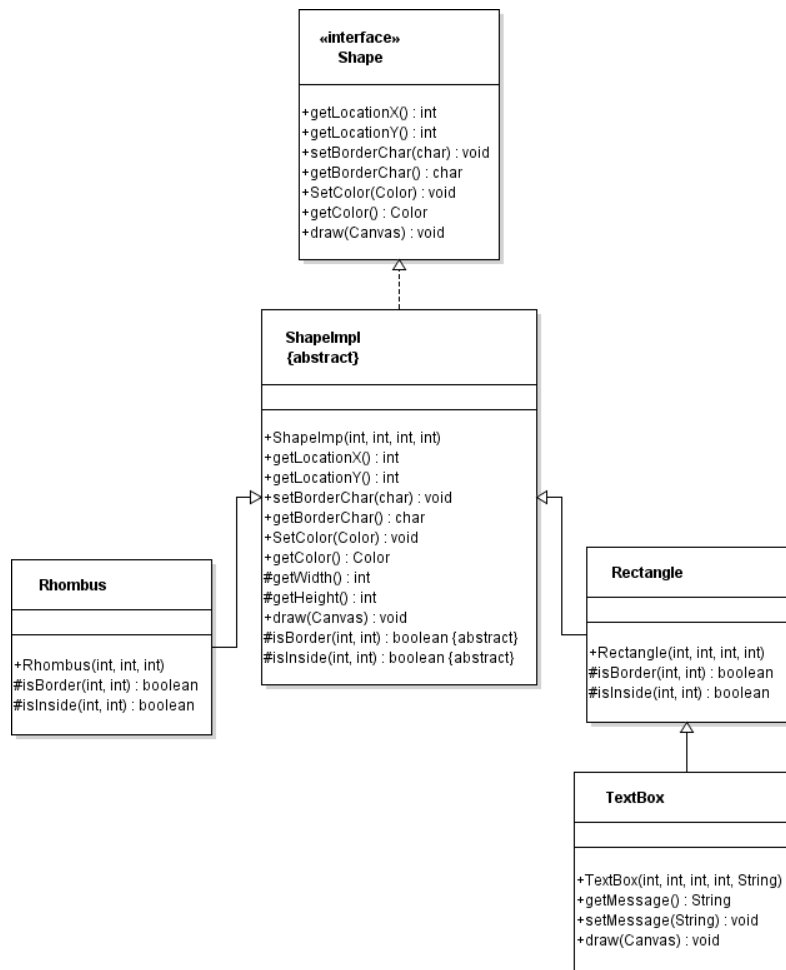 «interface»
Shape
+getLocationX() : int
+getLocationY() : int
+setBorderChar(char) : void
+getBorderChar() : char
+SetColor(Color) : void
+getColor() : Color
+draw(Canvas) : void
ShapeImpl
{abstract}
+ShapeImp(int, int, int, int)
+getLocationX() : int
+getLocationY() : int
+setBorderChar(char) : void
+getBorderChar() : char
+SetColor(Color) : void
+getColor() : Color
#getWidth() : int
#getHeight() : int
+draw(Canvas) : void
#isBorder(int, int) : boolean {abstract}
#isInside(int, int) : boolean {abstract}
Rhombus
+Rhombus(int, int, int)
#isBorder(int, int) : boolean
#isInside(int, int) : boolean
Rectangle
+Rectangle(int, int, int, int)
#isBorder(int, int) : boolean
#isInside(int, int) : boolean
TextBox
+TextBox(int, int, int, int, String)
+getMessage() : String
+setMessage(String) : void
+draw(Canvas) : void